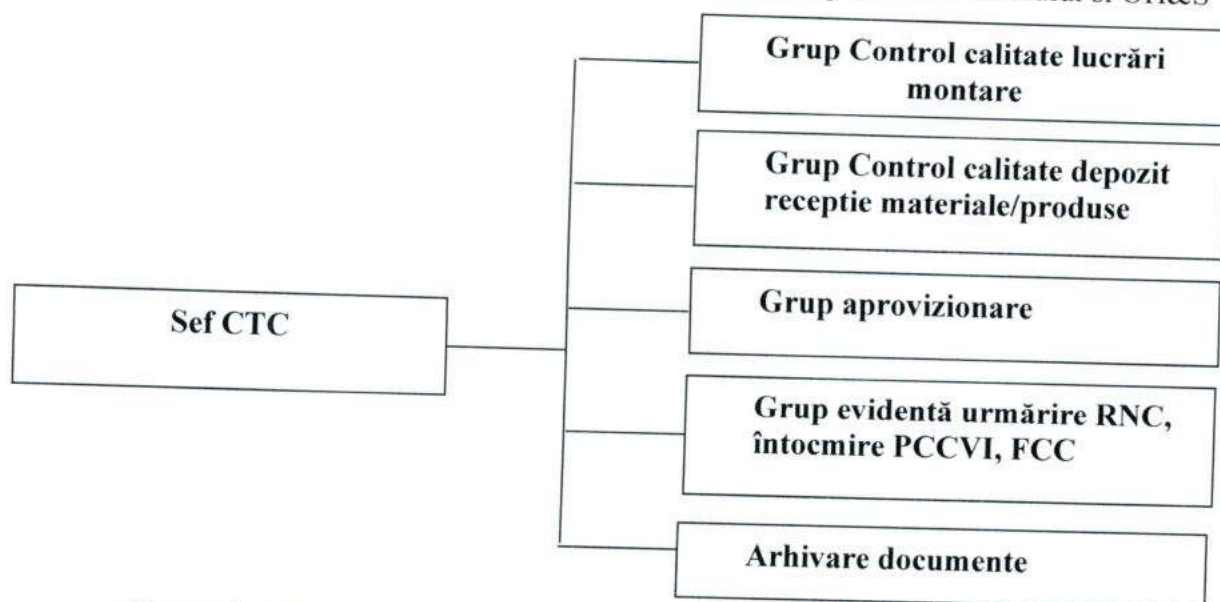 Sef CTC
Grup Control calitate lucrări
montare
Grup Control calitate depozit
receptie materiale/produse
Grup aprovizionare
Grup evidentă urmărire RNC,
întocmire PCCVI, FCC
Arhivare documente